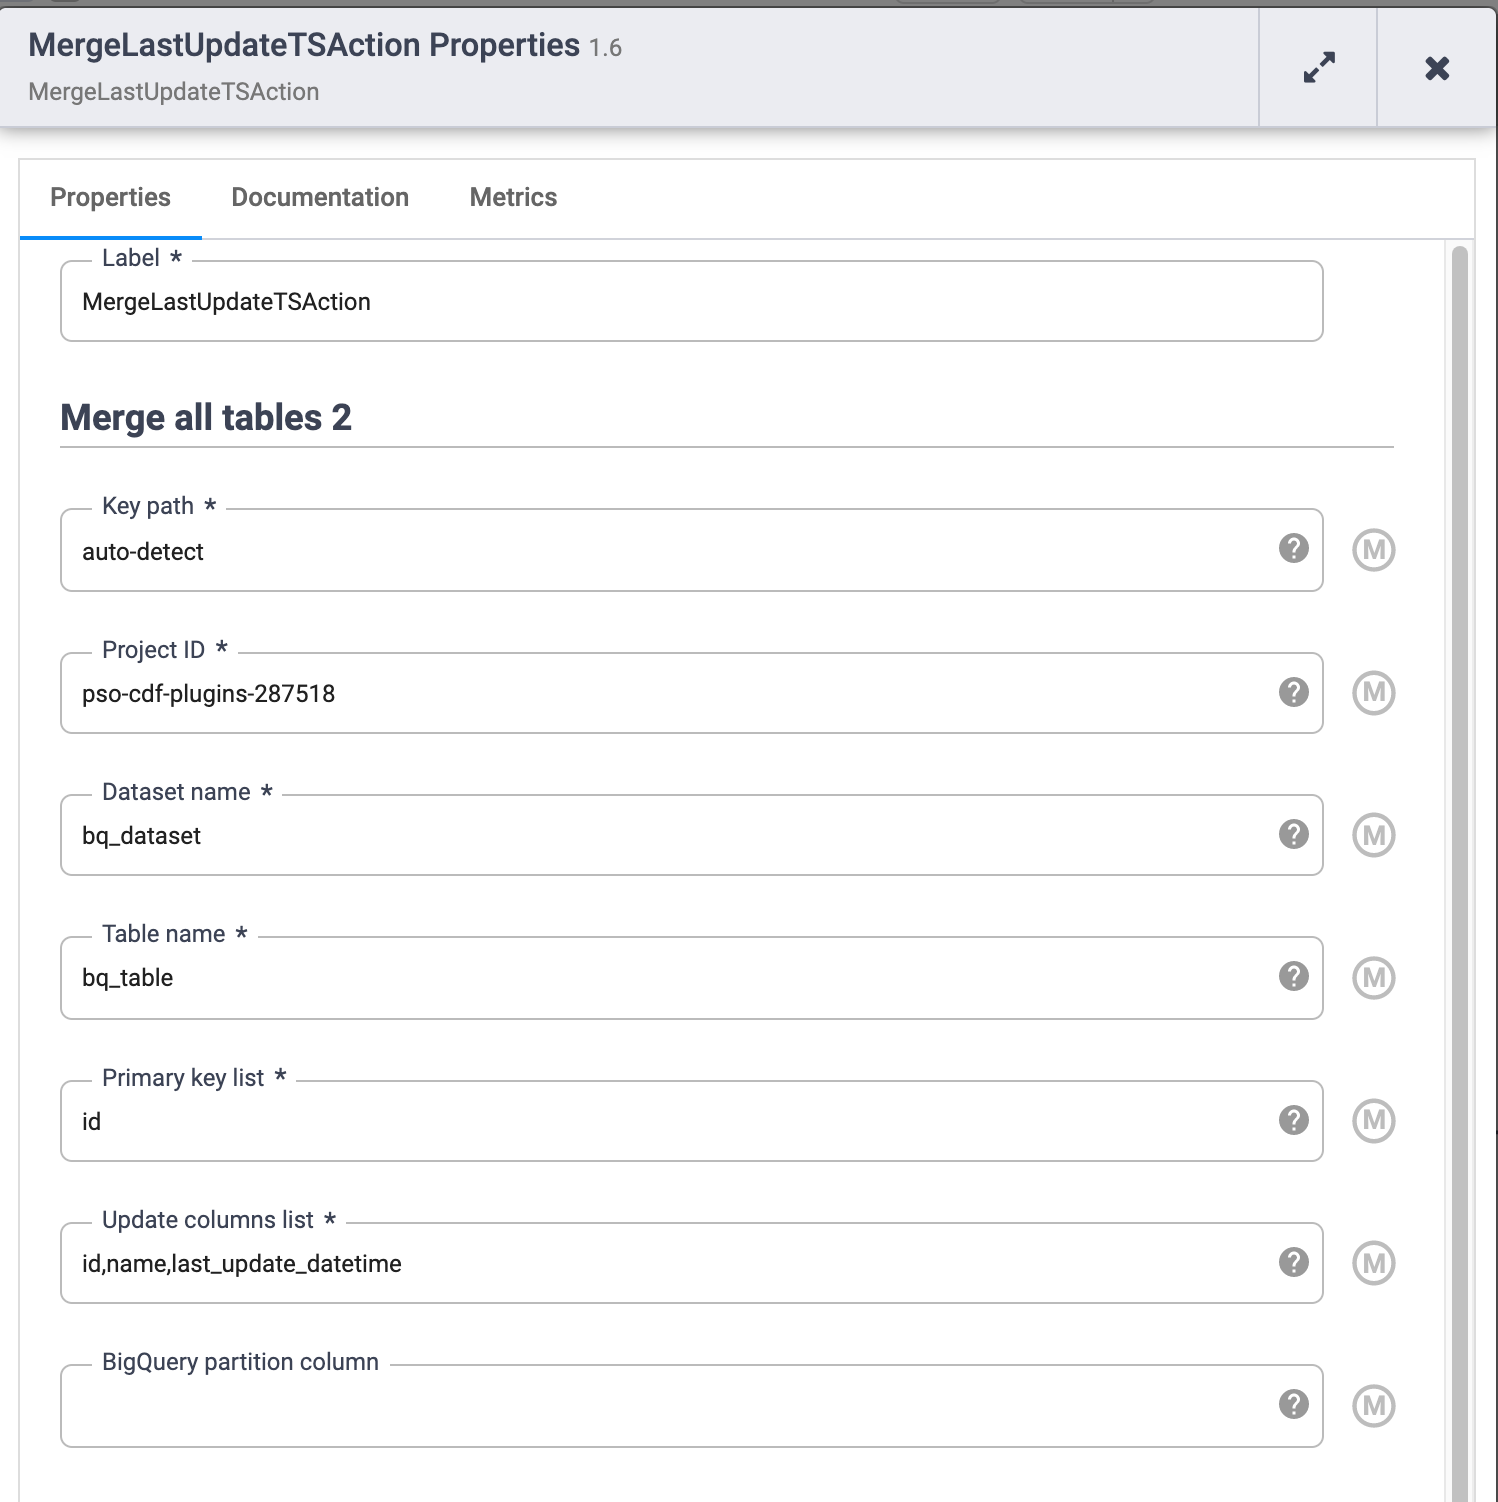 MergeLastUpdateTSAction Properties 1.6
MergeLastUpdateTSAction
Properties Documentation Metrics
Label *
MergeLastUpdateTSAction
Merge all tables 2
Key path *
auto-detect
? M
Project ID *
pso-cdf-plugins-287518
? M
Dataset name *
bq_dataset
? M
Table name *
bq_table
? M
Primary key list *
id
? M
Update columns list *
id,name,last_update_datetime
? M
BigQuery partition column
? M